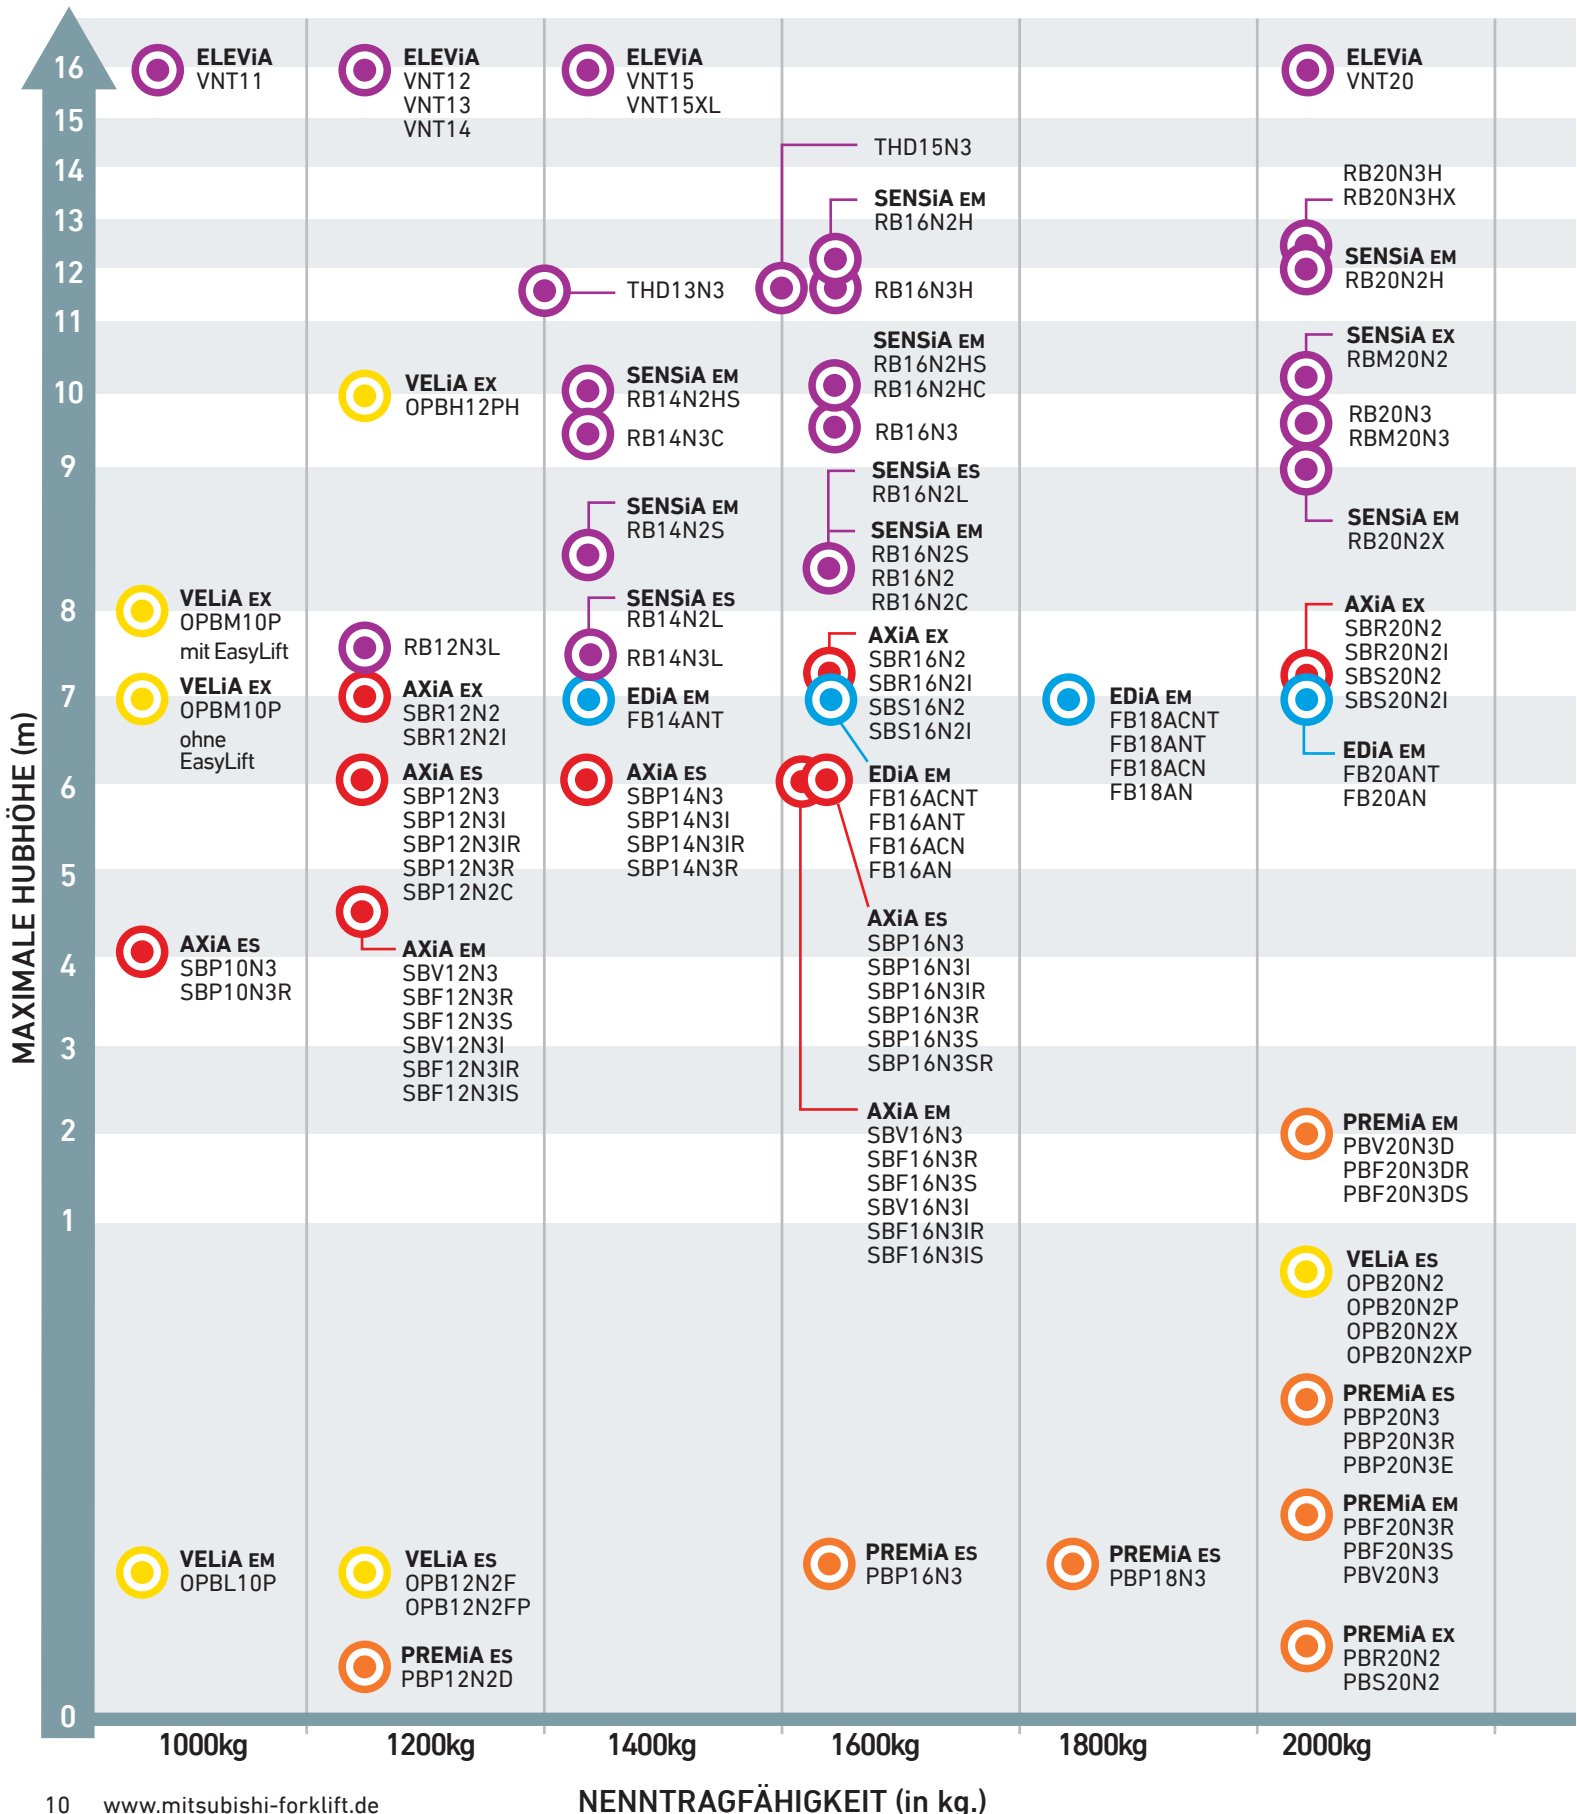 16
15
14
13
12
11
10
9
8
7
6
5
4
3
2
1
0
MAXIMALE HUBHÖHE (m)
ELEViA
VNT11
VELiA EX
OPBM10P
mit EasyLift
VELiA EX
OPBM10P
ohne
EasyLift
AXiA ES
SBP10N3
SBP10N3R
VELiA EM
OPBL10P
ELEViA
VNT12
VNT13
VNT14
VELiA EX
OPBH12PH
RB12N3L
AXiA EX
SBR12N2
SBR12N2I
AXiA ES
SBP12N3
SBP12N3I
SBP12N3IR
SBP12N3R
SBP12N2C
AXiA EM
SBV12N3
SBF12N3R
SBF12N3S
SBV12N3I
SBF12N3IR
SBF12N3IS
VELiA ES
OPB12N2F
OPB12N2FP
PREMiA ES
PBP12N2D
ELEViA
VNT15
VNT15XL
THD13N3
SENSiA EM
RB14N2HS
RB14N3C
SENSiA EM
RB14N2S
SENSiA ES
RB14N2L
RB14N3L
EDiA EM
FB14ANT
AXiA ES
SBP14N3
SBP14N3I
SBP14N3IR
SBP14N3R
THD15N3
SENSiA EM
RB16N2H
RB16N3H
SENSiA EM
RB16N2HS
RB16N2HC
RB16N3
SENSiA ES
RB16N2L
SENSiA EM
RB16N2S
RB16N2
RB16N2C
AXiA EX
SBR16N2
SBR16N2I
SBS16N2
SBS16N2I
EDiA EM
FB16ACNT
FB16ANT
FB16ACN
FB16AN
AXiA ES
SBP16N3
SBP16N3I
SBP16N3IR
SBP16N3R
SBP16N3S
SBP16N3SR
AXiA EM
SBV16N3
SBF16N3R
SBF16N3S
SBV16N3I
SBF16N3IR
SBF16N3IS
PREMiA ES
PBP16N3
EDiA EM
FB18ACNT
FB18ANT
FB18ACN
FB18AN
PREMiA ES
PBP18N3
ELEViA
VNT20
RB20N3H
RB20N3HX
SENSiA EM
RB20N2H
SENSiA EX
RBM20N2
RB20N3
RBM20N3
SENSiA EM
RB20N2X
AXiA EX
SBR20N2
SBR20N2I
SBS20N2
SBS20N2I
EDiA EM
FB20ANT
FB20AN
PREMiA EM
PBV20N3D
PBF20N3DR
PBF20N3DS
VELiA ES
OPB20N2
OPB20N2P
OPB20N2X
OPB20N2XP
PREMiA ES
PBP20N3
PBP20N3R
PBP20N3E
PREMiA EM
PBF20N3R
PBF20N3S
PBV20N3
PREMiA EX
PBR20N2
PBS20N2
1000kg 1200kg 1400kg 1600kg 1800kg 2000kg
NENNTRAGFÄHIGKEIT (in kg.)
10 www.mitsubishi-forklift.de